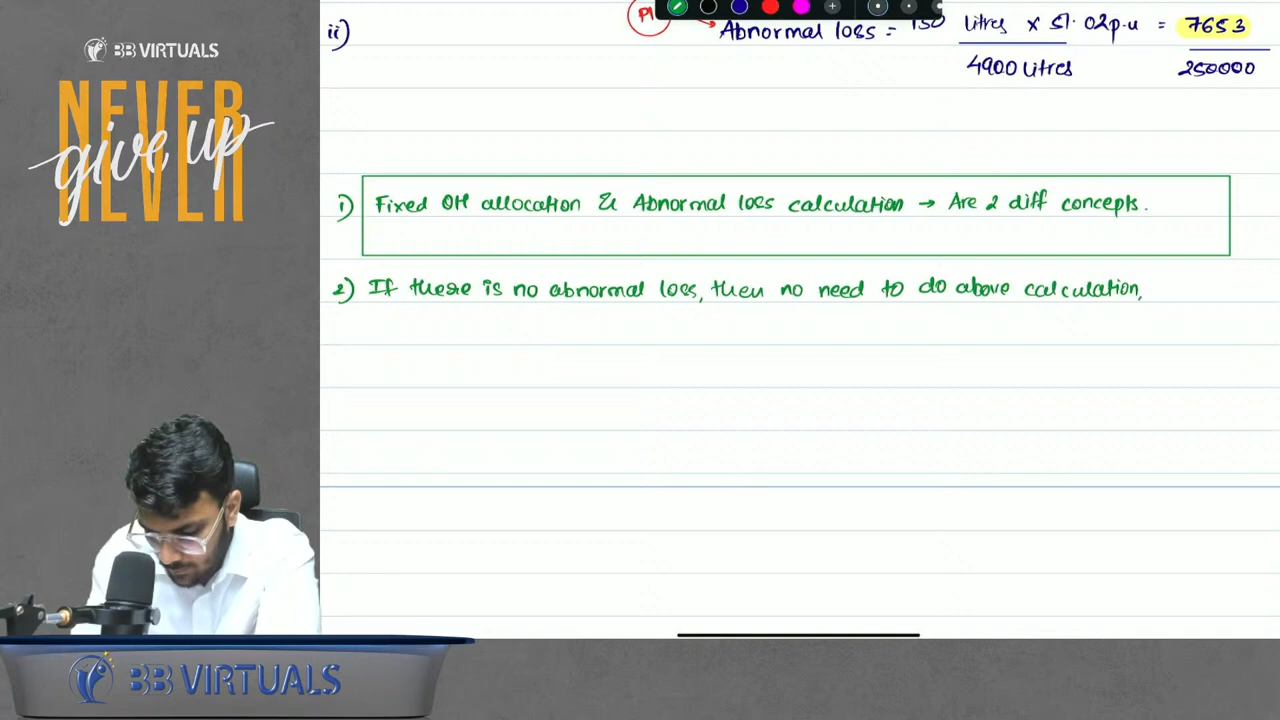 BB VIRTUALS
NEVER
give up
NEVER
ii)
Abnormal loss = 150 litres x 51.02 p.u = 7653
4900 litres 250000
1) Fixed OH allocation & Abnormal loss calculation → Are 2 diff concepts.
2) If there is no abnormal loss, then no need to do above calculation,
BB VIRTUALS